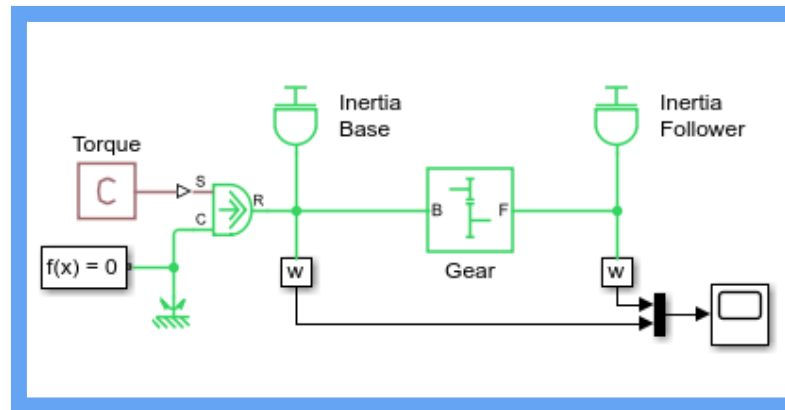 Inertia
Base
Inertia
Follower
Torque
C
S
C
R
B
F
f(x) = 0
Gear
w
w